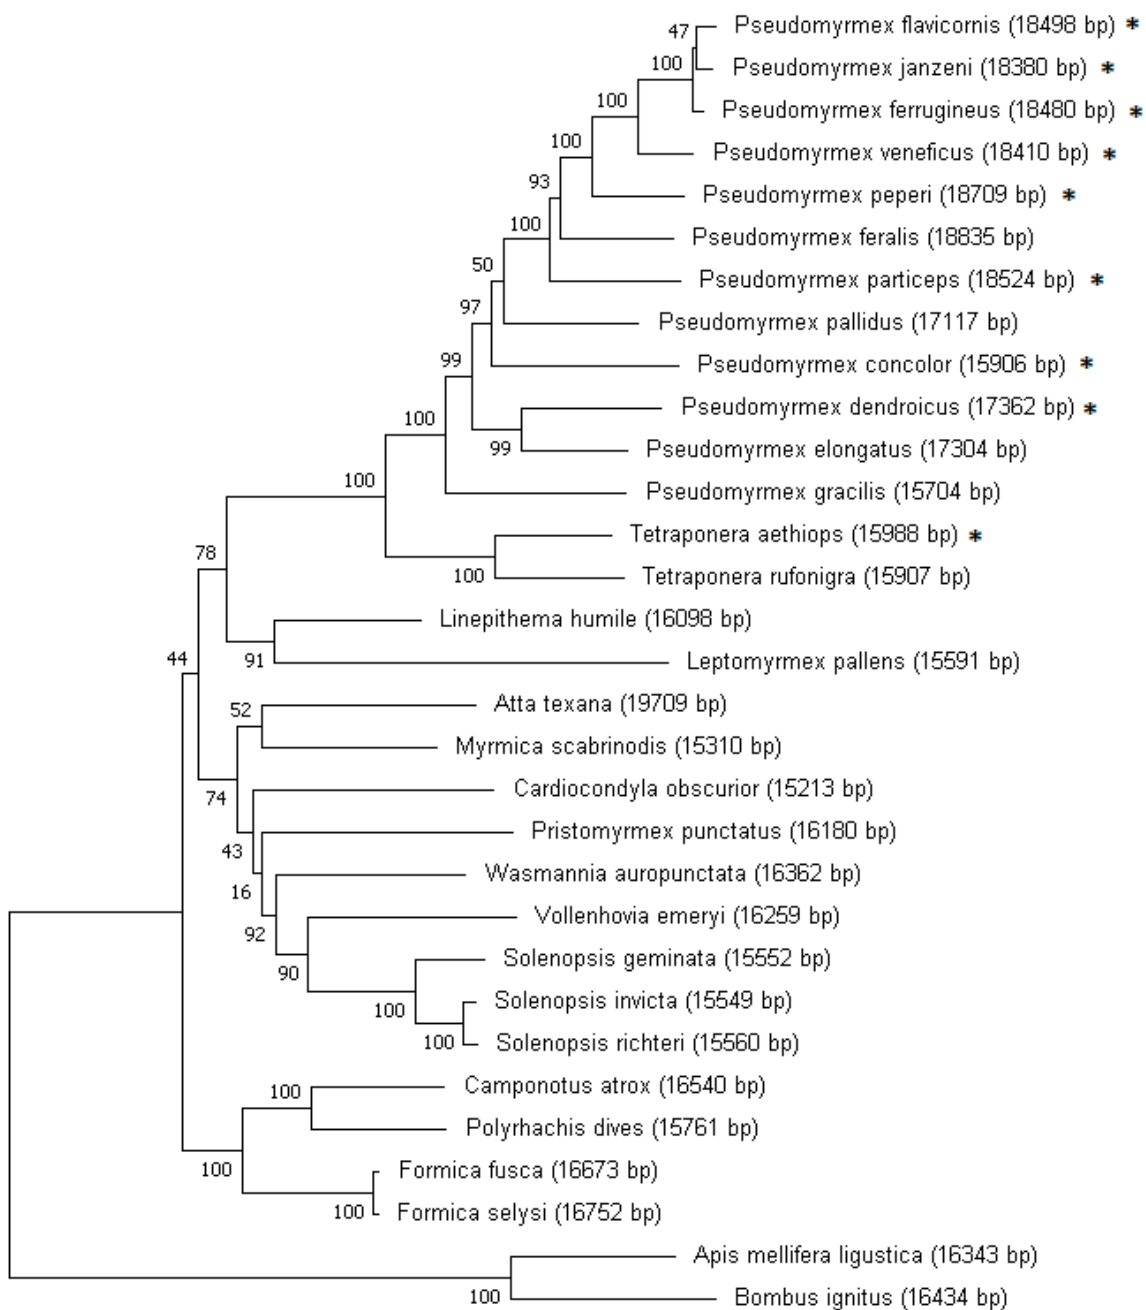 47
Pseudomyrmex flavicornis (18498 bp) *
100
Pseudomyrmex janzeni (18380 bp) *
100
Pseudomyrmex ferrugineus (18480 bp) *
100
Pseudomyrmex veneficus (18410 bp) *
93
Pseudomyrmex peperi (18709 bp) *
100
Pseudomyrmex feralis (18835 bp)
50
Pseudomyrmex particeps (18524 bp) *
97
Pseudomyrmex pallidus (17117 bp)
99
Pseudomyrmex concolor (15906 bp) *
100
Pseudomyrmex dendroicus (17362 bp) *
99
Pseudomyrmex elongatus (17304 bp)
100
Pseudomyrmex gracilis (15704 bp)
Tetraponera aethiops (15988 bp) *
78
100
Tetraponera rufonigra (15907 bp)
Linepithema humile (16098 bp)
44
91
Leptomyrmex pallens (15591 bp)
52
Atta texana (19709 bp)
Myrmica scabrinodis (15310 bp)
74
Cardiocondyla obscurior (15213 bp)
43
Pristomyrmex punctatus (16180 bp)
16
Wasmannia auropunctata (16362 bp)
92
Vollenhovia emeryi (16259 bp)
90
Solenopsis geminata (15552 bp)
100
Solenopsis invicta (15549 bp)
100
Solenopsis richteri (15560 bp)
100
Camponotus atrox (16540 bp)
Polyrhachis dives (15761 bp)
100
Formica fusca (16673 bp)
100
Formica selysi (16752 bp)
Apis mellifera ligustica (16343 bp)
100
Bombus ignitus (16434 bp)